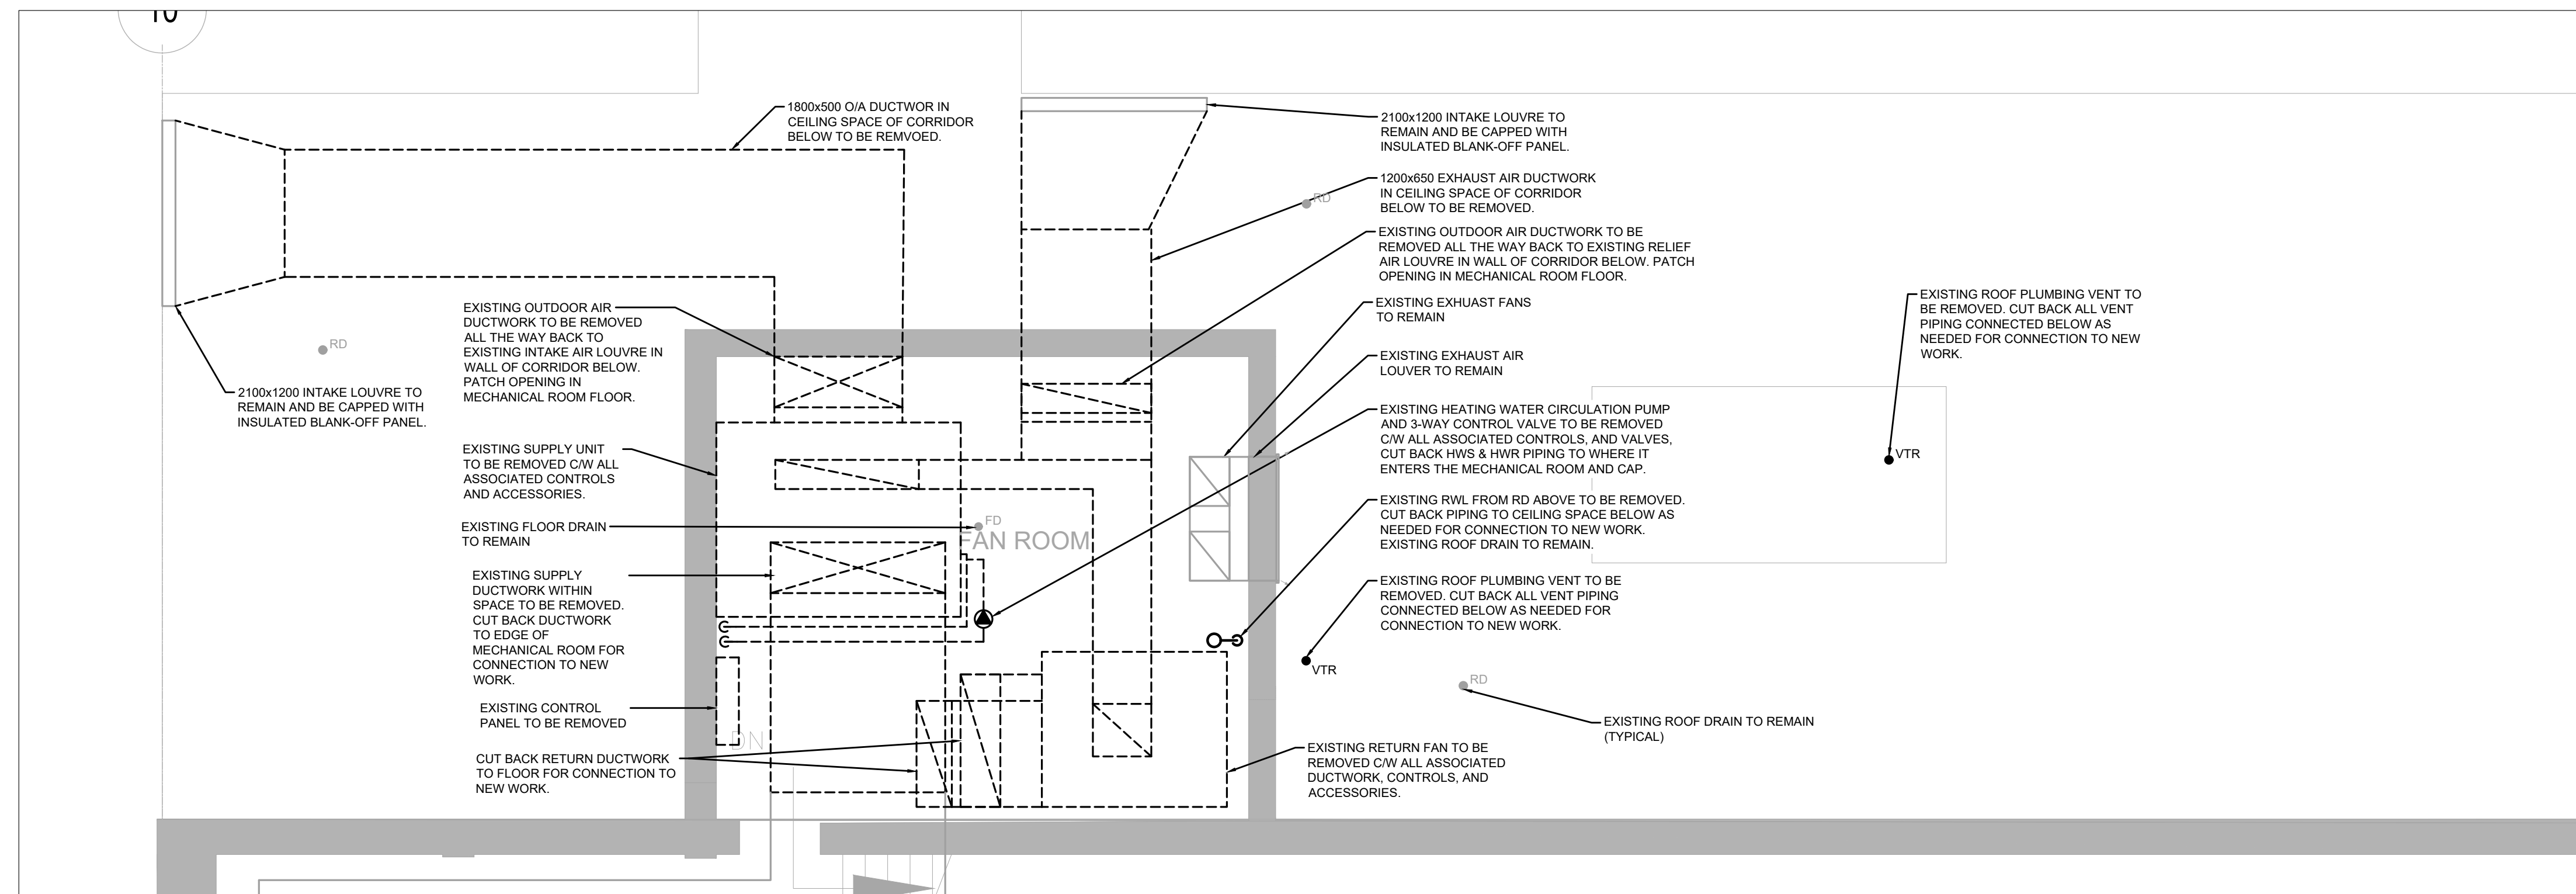 10
1800x500 O/A DUCTWOR IN
CEILING SPACE OF CORRIDOR
BELOW TO BE REMVOED.
2100x1200 INTAKE LOUVRE TO
REMAIN AND BE CAPPED WITH
INSULATED BLANK-OFF PANEL.
1200x650 EXHAUST AIR DUCTWORK
IN CEILING SPACE OF CORRIDOR
BELOW TO BE REMOVED.
RD
EXISTING OUTDOOR AIR DUCTWORK TO BE
REMOVED ALL THE WAY BACK TO EXISTING RELIEF
AIR LOUVRE IN WALL OF CORRIDOR BELOW. PATCH
OPENING IN MECHANICAL ROOM FLOOR.
EXISTING EXHUAST FANS
TO REMAIN
EXISTING EXHAUST AIR
LOUVER TO REMAIN
EXISTING HEATING WATER CIRCULATION PUMP
AND 3-WAY CONTROL VALVE TO BE REMOVED
C/W ALL ASSOCIATED CONTROLS, AND VALVES,
CUT BACK HWS & HWR PIPING TO WHERE IT
ENTERS THE MECHANICAL ROOM AND CAP.
EXISTING RWL FROM RD ABOVE TO BE REMOVED.
CUT BACK PIPING TO CEILING SPACE BELOW AS
NEEDED FOR CONNECTION TO NEW WORK.
EXISTING ROOF DRAIN TO REMAIN.
EXISTING ROOF PLUMBING VENT TO BE
REMOVED. CUT BACK ALL VENT PIPING
CONNECTED BELOW AS NEEDED FOR
CONNECTION TO NEW WORK.
VTR
RD
EXISTING ROOF DRAIN TO REMAIN
(TYPICAL)
EXISTING RETURN FAN TO BE
REMOVED C/W ALL ASSOCIATED
DUCTWORK, CONTROLS, AND
ACCESSORIES.
EXISTING ROOF PLUMBING VENT TO
BE REMOVED. CUT BACK ALL VENT
PIPING CONNECTED BELOW AS
NEEDED FOR CONNECTION TO NEW
WORK.
VTR
RD
2100x1200 INTAKE LOUVRE TO
REMAIN AND BE CAPPED WITH
INSULATED BLANK-OFF PANEL.
EXISTING OUTDOOR AIR
DUCTWORK TO BE REMOVED
ALL THE WAY BACK TO
EXISTING INTAKE AIR LOUVRE IN
WALL OF CORRIDOR BELOW.
PATCH OPENING IN
MECHANICAL ROOM FLOOR.
EXISTING SUPPLY UNIT
TO BE REMOVED C/W ALL
ASSOCIATED CONTROLS
AND ACCESSORIES.
EXISTING FLOOR DRAIN
TO REMAIN
FD
FAN ROOM
EXISTING SUPPLY
DUCTWORK WITHIN
SPACE TO BE REMOVED.
CUT BACK DUCTWORK
TO EDGE OF
MECHANICAL ROOM FOR
CONNECTION TO NEW
WORK.
EXISTING CONTROL
PANEL TO BE REMOVED
DN
CUT BACK RETURN DUCTWORK
TO FLOOR FOR CONNECTION TO
NEW WORK.